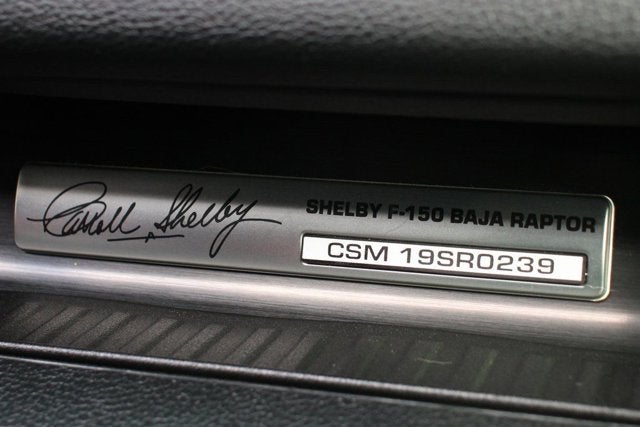 Carroll Shelby
SHELBY F-150 BAJA RAPTOR
CSM 19SR0239